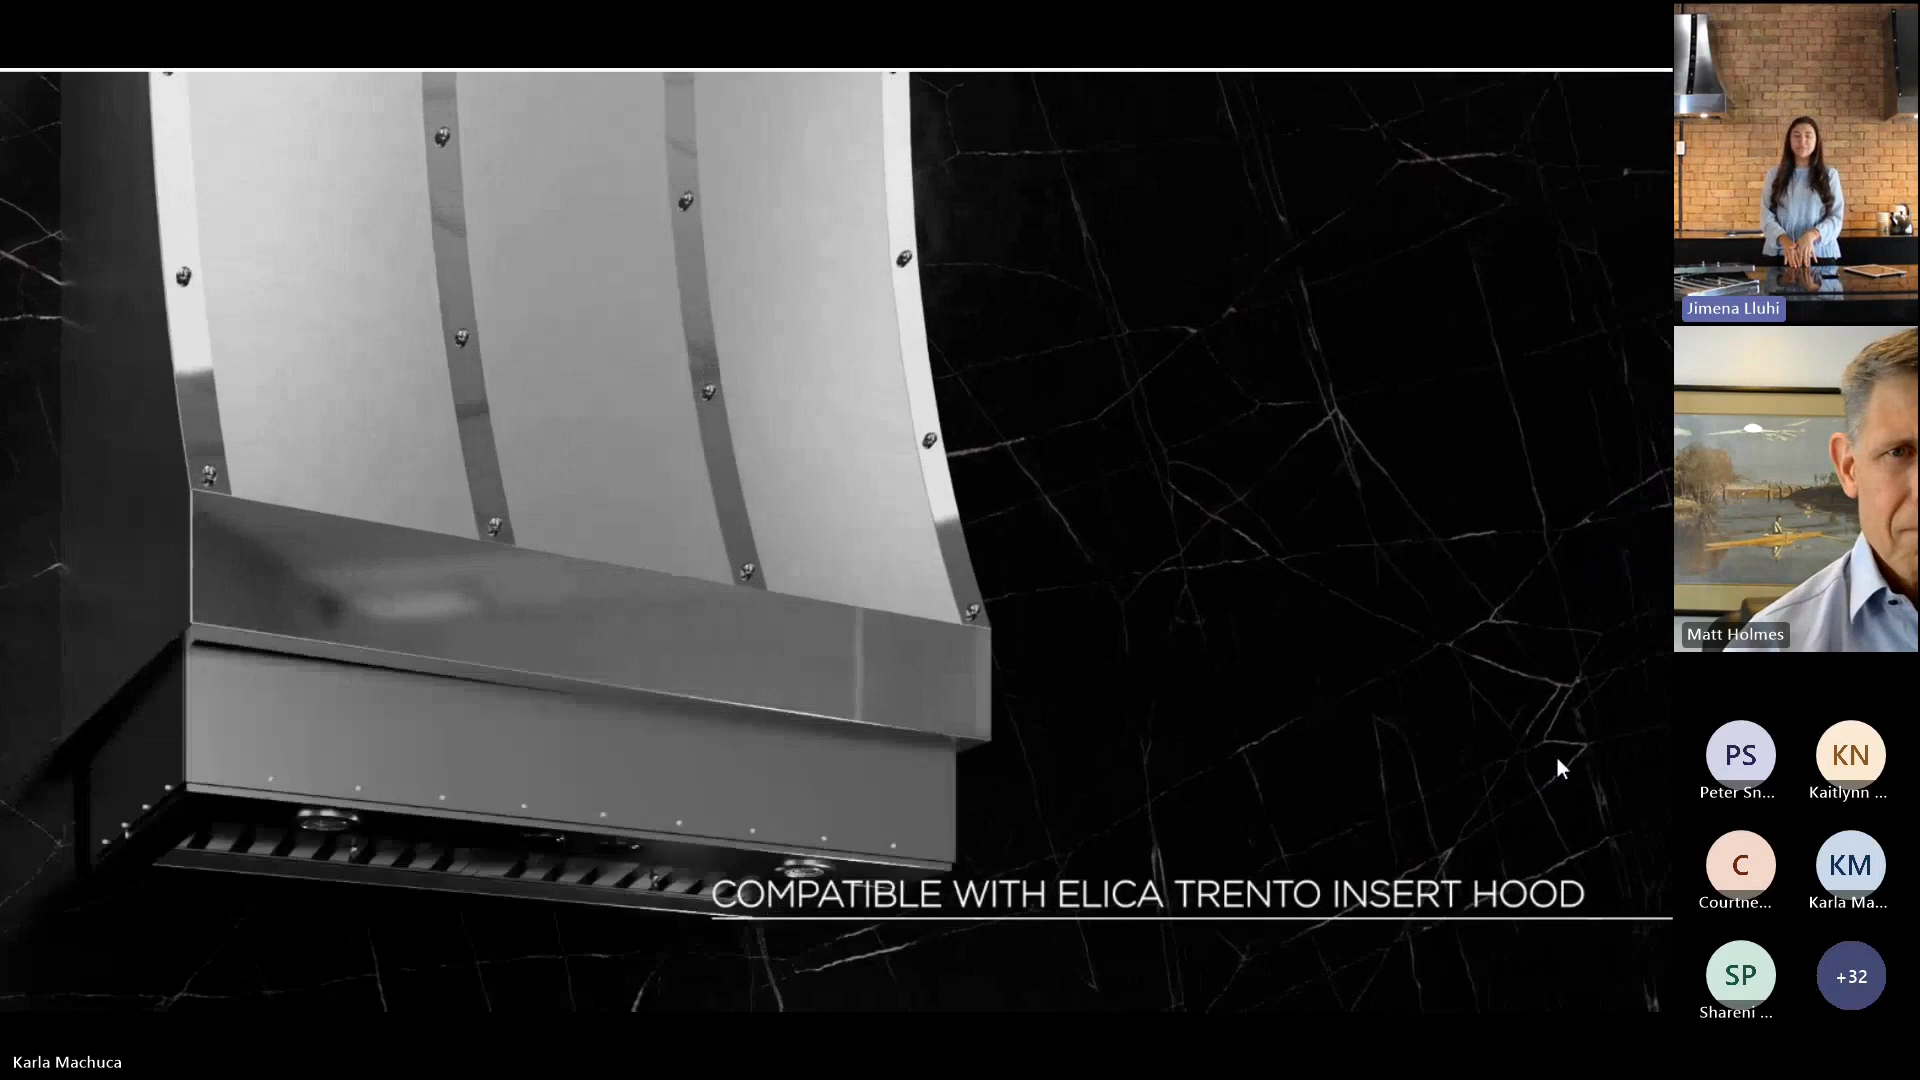 Jimena Lluhi
Matt Holmes
COMPATIBLE WITH ELICA TRENTO INSERT HOOD
PS
KN
Peter Sn...
Kaitlynn ...
C
KM
Courtne...
Karla Ma...
SP
+32
Shareni ...
Karla Machuca